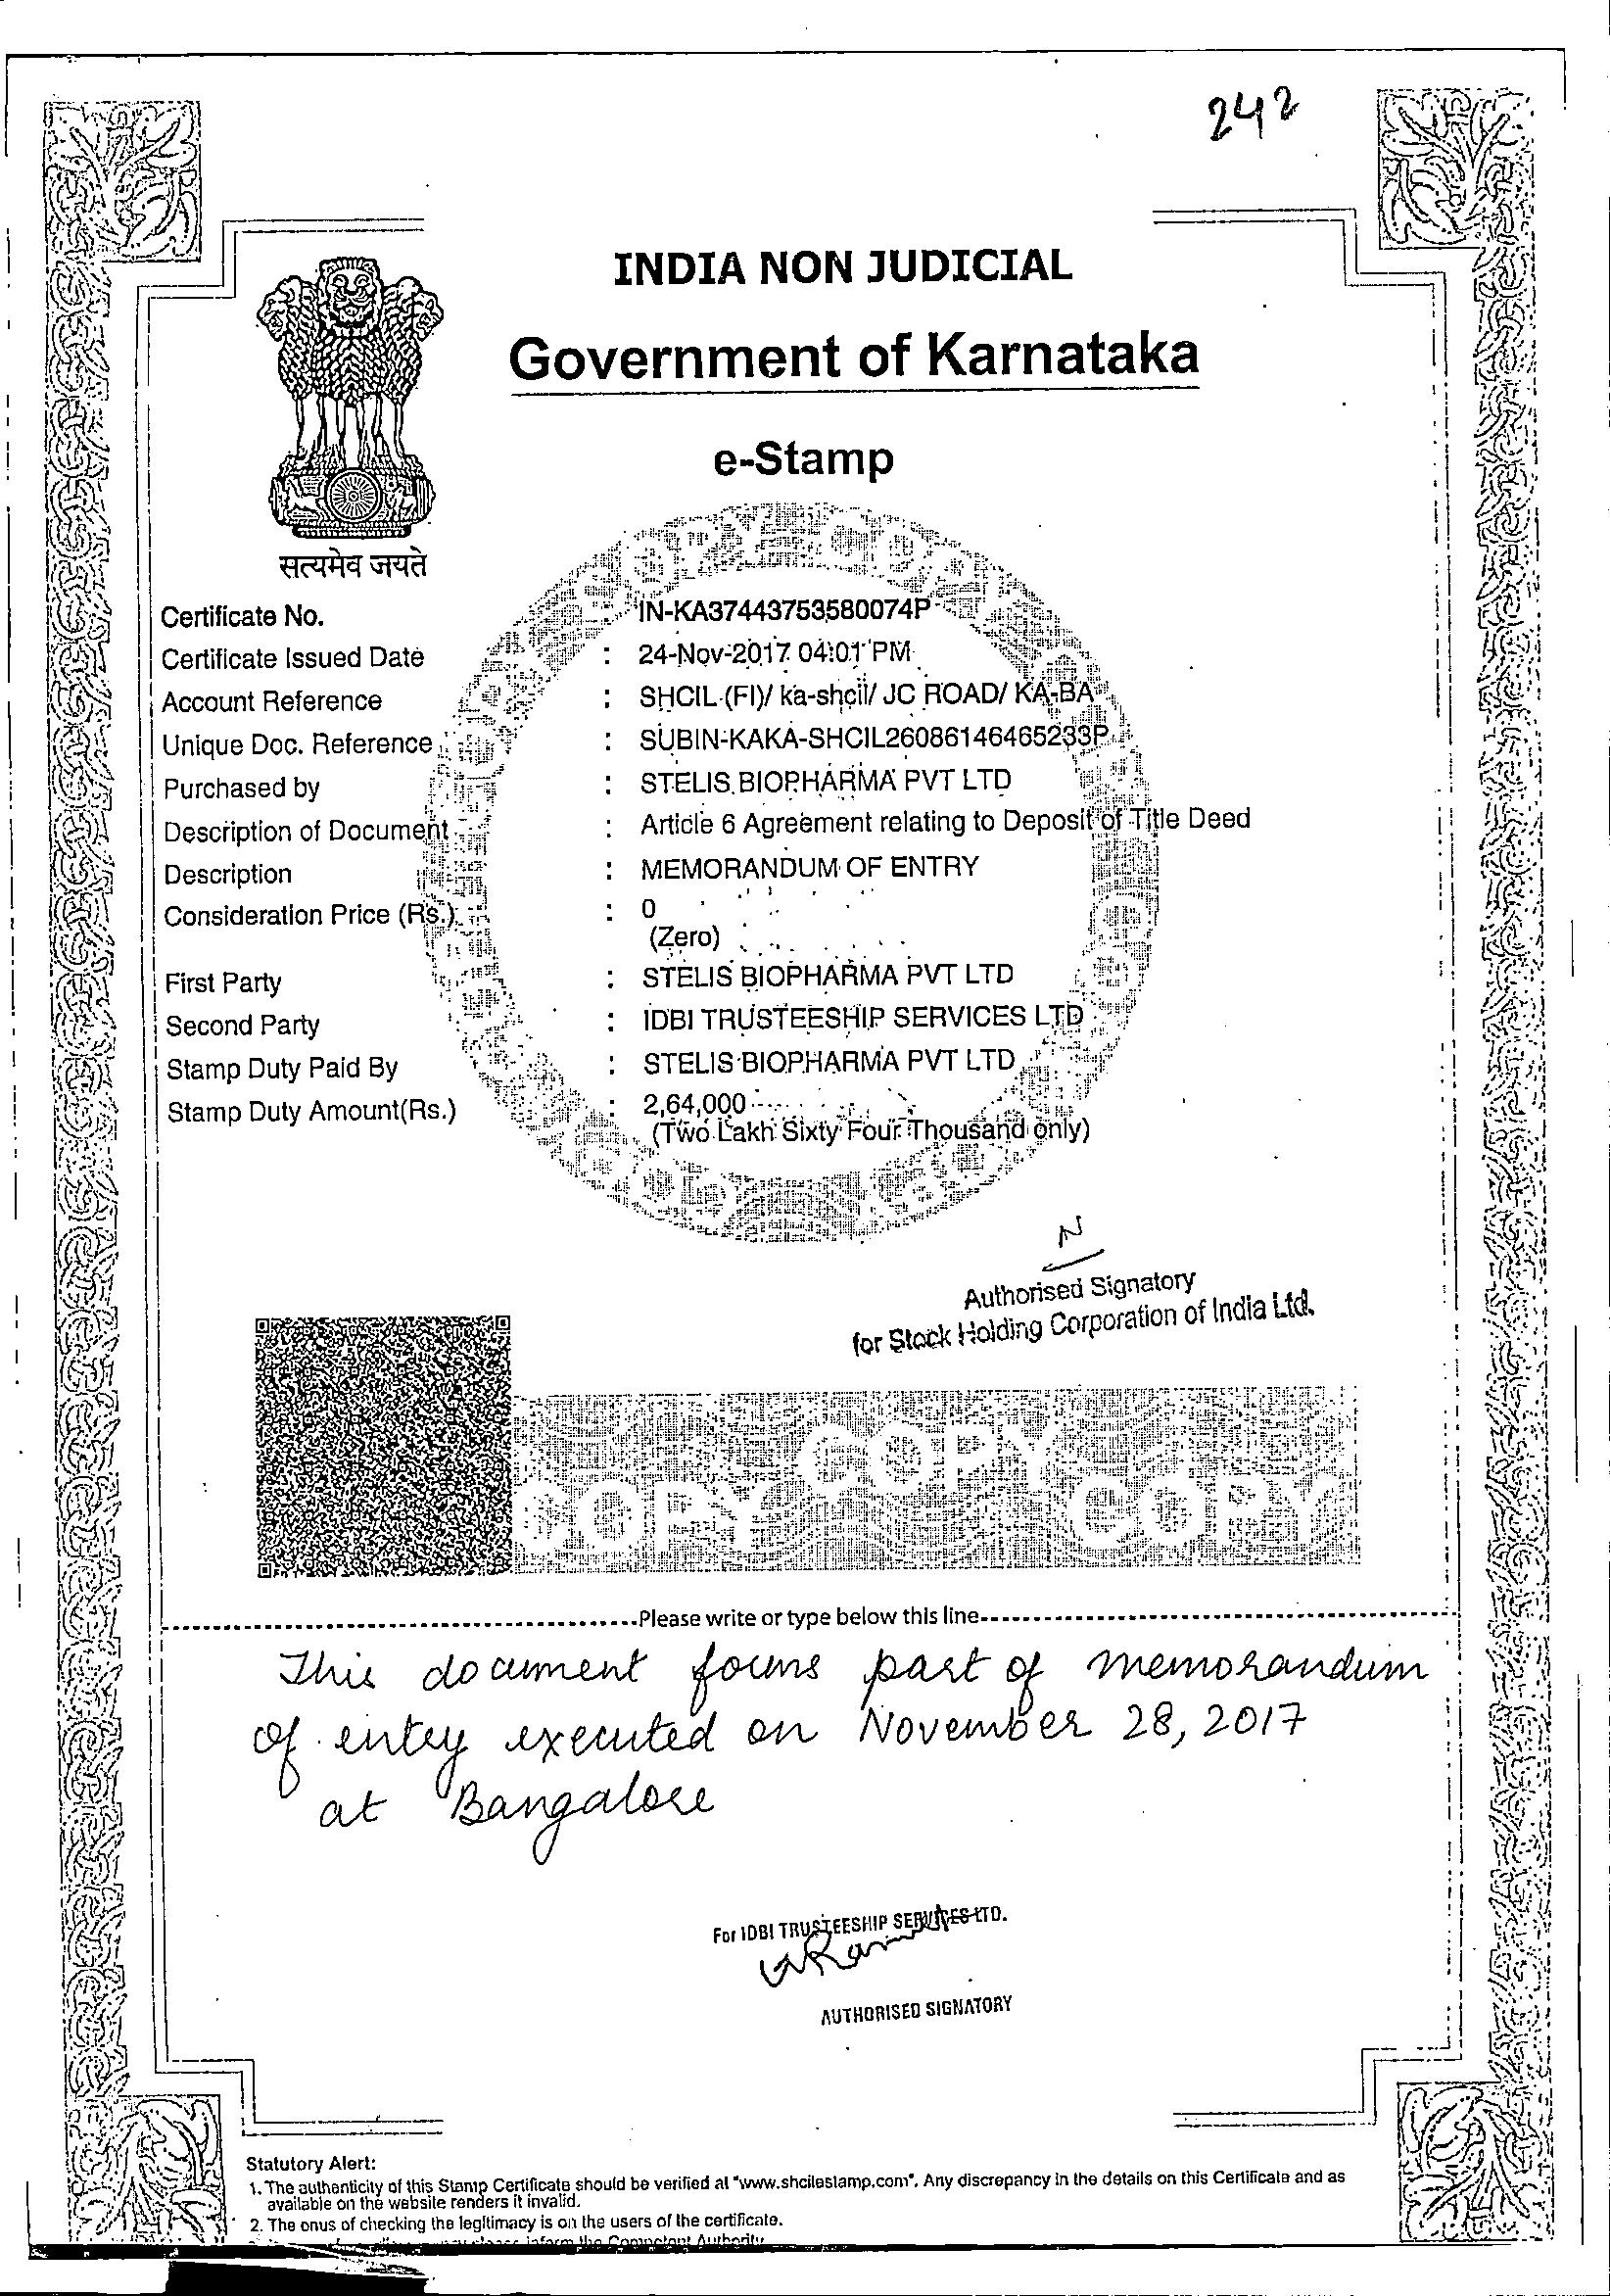 242
INDIA NON JUDICIAL
Government of Karnataka
e-Stamp
सत्यमेव जयते
Certificate No. IN-KA37443753580074P
Certificate Issued Date : 24-Nov-2017 04:01 PM
Account Reference : SHCIL (FI)/ ka-shcil/ JC ROAD/ KA-BA
Unique Doc. Reference : SUBIN-KAKA-SHCIL26086146465233P
Purchased by : STELIS BIOPHARMA PVT LTD
Description of Document : Article 6 Agreement relating to Deposit of Title Deed
Description : MEMORANDUM OF ENTRY
Consideration Price (Rs.) : 0
(Zero)
First Party : STELIS BIOPHARMA PVT LTD
Second Party : IDBI TRUSTEESHIP SERVICES LTD
Stamp Duty Paid By : STELIS BIOPHARMA PVT LTD
Stamp Duty Amount(Rs.) : 2,64,000
(Two Lakh Sixty Four Thousand only)
Authorised Signatory
for Stock Holding Corporation of India Ltd.
COPY
COPY COPY
Please write or type below this line
This document forms part of memorandum
of entry executed on November 28, 2017
at Bangalore
For IDBI TRUSTEESHIP SERVICES LTD.
AUTHORISED SIGNATORY
Statutory Alert:
1. The authenticity of this Stamp Certificate should be verified at "www.shcilestamp.com". Any discrepancy in the details on this Certificate and as
available on the website renders it invalid.
2. The onus of checking the legitimacy is on the users of the certificate.
please inform the Competent Authority